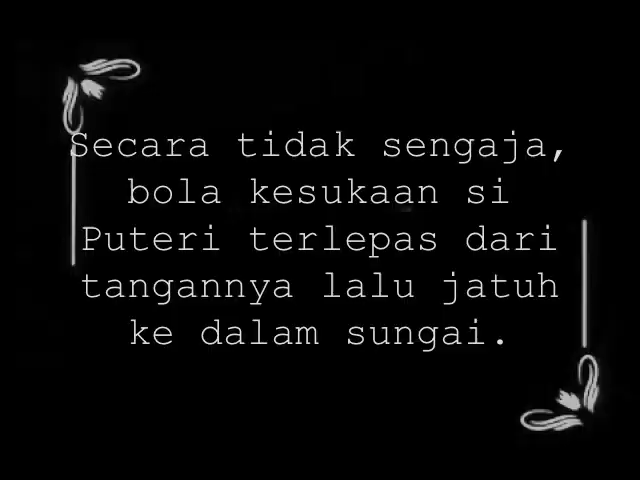 Secara tidak sengaja,
bola kesukaan si
Puteri terlepas dari
tangannya lalu jatuh
ke dalam sungai.